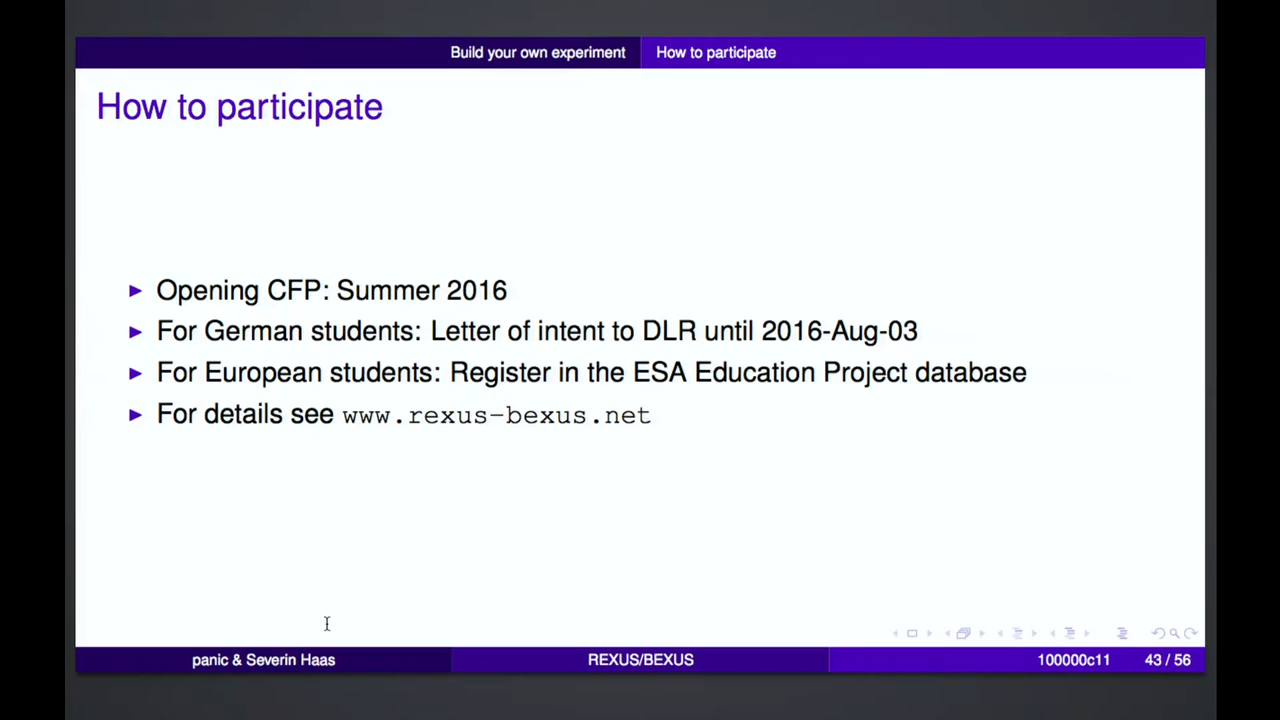 Build your own experiment How to participate
How to participate
Opening CFP: Summer 2016
For German students: Letter of intent to DLR until 2016-Aug-03
For European students: Register in the ESA Education Project database
For details see www.rexus-bexus.net
panic & Severin Haas REXUS/BEXUS 100000c11 43 / 56